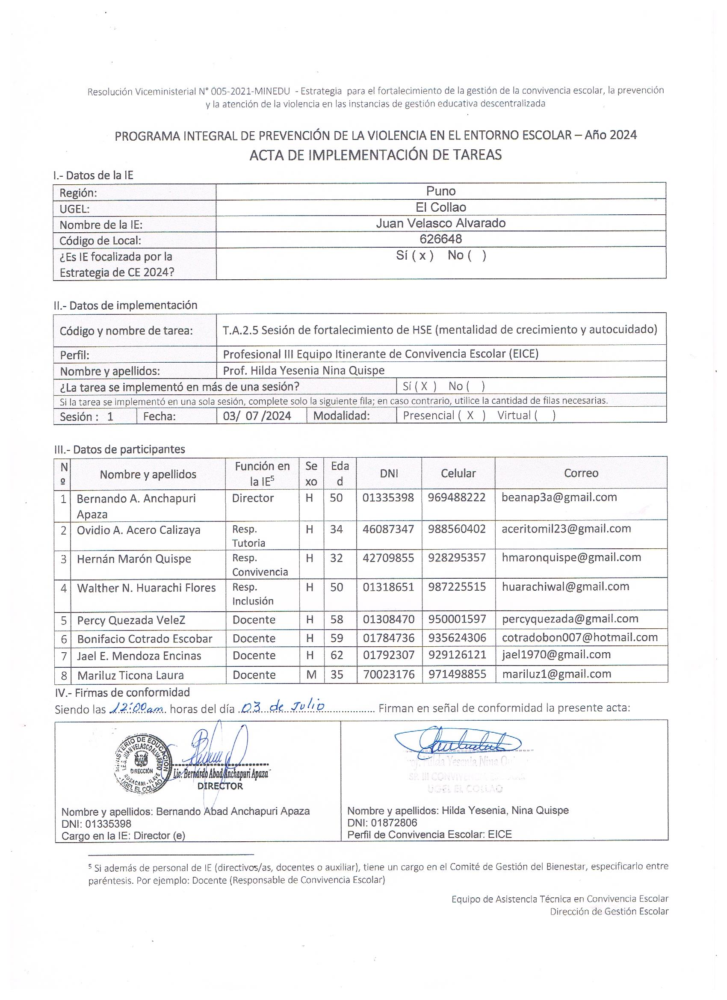 Resolución Viceministerial N° 005-2021-MINEDU - Estrategia para el fortalecimiento de la gestión de la convivencia escolar, la prevención
y la atención de la violencia en las instancias de gestión educativa descentralizada
PROGRAMA INTEGRAL DE PREVENCIÓN DE LA VIOLENCIA EN EL ENTORNO ESCOLAR – Año 2024
ACTA DE IMPLEMENTACIÓN DE TAREAS
I.- Datos de la IE
Región: Puno
UGEL: El Collao
Nombre de la IE: Juan Velasco Alvarado
Código de Local: 626648
¿Es IE focalizada por la Sí ( x ) No ( )
Estrategia de CE 2024?
II.- Datos de implementación
Código y nombre de tarea: T.A.2.5 Sesión de fortalecimiento de HSE (mentalidad de crecimiento y autocuidado)
Perfil: Profesional III Equipo Itinerante de Convivencia Escolar (EICE)
Nombre y apellidos: Prof. Hilda Yesenia Nina Quispe
¿La tarea se implementó en más de una sesión? Sí ( X ) No ( )
Si la tarea se implementó en una sola sesión, complete solo la siguiente fila; en caso contrario, utilice la cantidad de filas necesarias.
Sesión : 1 Fecha: 03/ 07 /2024 Modalidad: Presencial ( X ) Virtual ( )
III.- Datos de participantes
N Nombre y apellidos Función en Se Eda DNI Celular Correo
º la IE⁵ xo d
1 Bernando A. Anchapuri Director H 50 01335398 969488222 beanap3a@gmail.com
Apaza
2 Ovidio A. Acero Calizaya Resp. H 34 46087347 988560402 aceritomil23@gmail.com
Tutoria
3 Hernán Marón Quispe Resp. H 32 42709855 928295357 hmaronquispe@gmail.com
Convivencia
4 Walther N. Huarachi Flores Resp. H 50 01318651 987225515 huarachiwal@gmail.com
Inclusión
5 Percy Quezada VeleZ Docente H 58 01308470 950001597 percyquezada@gmail.com
6 Bonifacio Cotrado Escobar Docente H 59 01784736 935624306 cotradobon007@hotmail.com
7 Jael E. Mendoza Encinas Docente H 62 01792307 929126121 jael1970@gmail.com
8 Mariluz Ticona Laura Docente M 35 70023176 971498855 mariluz1@gmail.com
IV.- Firmas de conformidad
Siendo las 12:00am horas del día 03 de Julio Firman en señal de conformidad la presente acta:
MINISTERIO DE EDUCACIÓN
I.E.S. JUAN VELASCO ALVARADO
DIRECCIÓN
ROSACANI - ILAVE
UGEL EL COLLAO
Lic. Bernardo Abad Anchapuri Apaza
DIRECTOR
Hilda Yesenia Nina
III CONVIVENCIA
UGEL EL COLLAO
Nombre y apellidos: Bernando Abad Anchapuri Apaza
DNI: 01335398
Cargo en la IE: Director (e)
Nombre y apellidos: Hilda Yesenia, Nina Quispe
DNI: 01872806
Perfil de Convivencia Escolar: EICE
⁵ Si además de personal de IE (directivos/as, docentes o auxiliar), tiene un cargo en el Comité de Gestión del Bienestar, especificarlo entre
paréntesis. Por ejemplo: Docente (Responsable de Convivencia Escolar)
Equipo de Asistencia Técnica en Convivencia Escolar
Dirección de Gestión Escolar